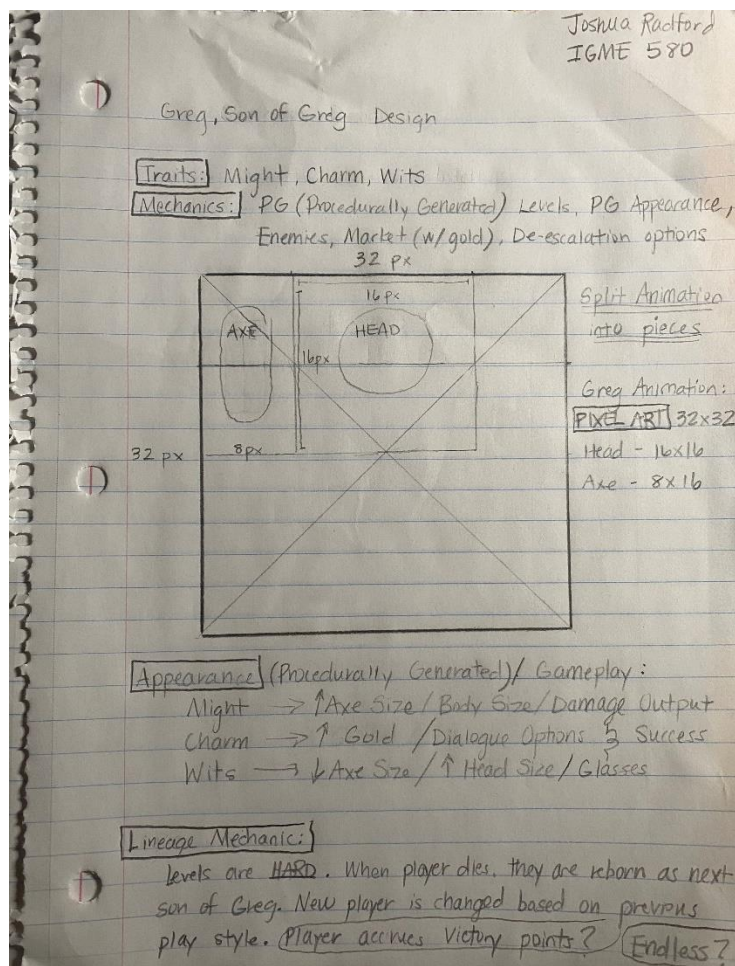 Joshua Radford
IGME 580
Greg, Son of Greg Design
Traits: Might, Charm, Wits
Mechanics: PG (Procedurally Generated) Levels, PG Appearance,
Enemies, Market (w/ gold), De-escalation options
32 px
16px
AXE
HEAD
16px
8px
32 px
Split Animation
into pieces
Greg Animation:
PIXEL ART 32x32
Head - 16x16
Axe - 8x16
Appearance (Procedurally Generated) / Gameplay:
Might → ↑ Axe Size / Body Size / Damage Output
Charm → ↑ Gold / Dialogue Options & Success
Wits → ↓ Axe Size / ↑ Head Size / Glasses
Lineage Mechanic:
Levels are HARD. When player dies, they are reborn as next
son of Greg. New player is changed based on prevous
play style. Player accrues Victory points? Endless?